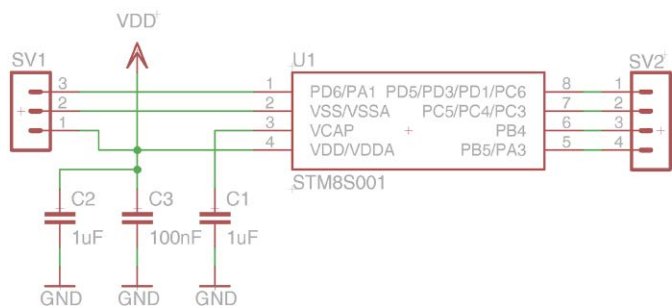 VDD
SV1
3
2
1
U1
1 PD6/PA1 PD5/PD3/PD1/PC6 8
2 VSS/VSSA PC5/PC4/PC3 7
3 VCAP PB4 6
4 VDD/VDDA PB5/PA3 5
STM8S001
SV2
1
2
3
4
C2
1uF
C3
100nF
C1
1uF
GND GND GND